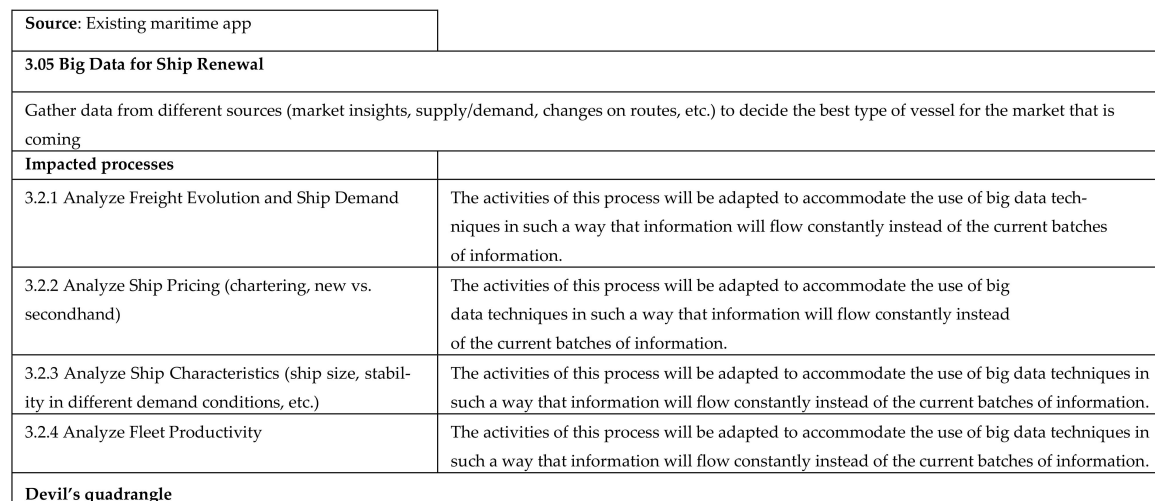 Source: Existing maritime app
3.05 Big Data for Ship Renewal
Gather data from different sources (market insights, supply/demand, changes on routes, etc.) to decide the best type of vessel for the market that is
coming
Impacted processes
3.2.1 Analyze Freight Evolution and Ship Demand
The activities of this process will be adapted to accommodate the use of big data tech-
niques in such a way that information will flow constantly instead of the current batches
of information.
3.2.2 Analyze Ship Pricing (chartering, new vs.
secondhand)
The activities of this process will be adapted to accommodate the use of big
data techniques in such a way that information will flow constantly instead
of the current batches of information.
3.2.3 Analyze Ship Characteristics (ship size, stabil-
ity in different demand conditions, etc.)
The activities of this process will be adapted to accommodate the use of big data techniques in
such a way that information will flow constantly instead of the current batches of information.
3.2.4 Analyze Fleet Productivity
The activities of this process will be adapted to accommodate the use of big data techniques in
such a way that information will flow constantly instead of the current batches of information.
Devil's quadrangle